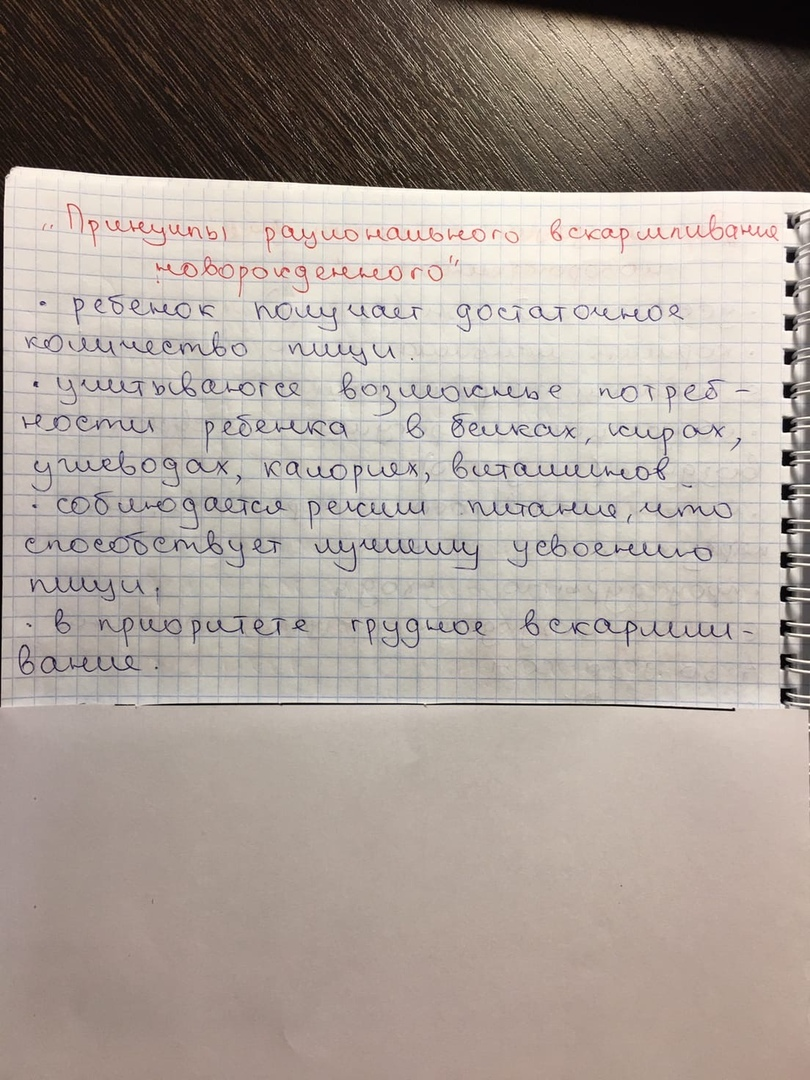 „Принципы рационального вскармливание
новорожденного"
· ребенок получает достаточное
количество пищи.
· учитываются возможные потреб-
ности ребенка в белках, жирах,
углеводах, калориях, витаминов
· соблюдается режим питание, что
способствует лучшему усвоению
пищи,
· в приоритете грудное вскармли-
вание.